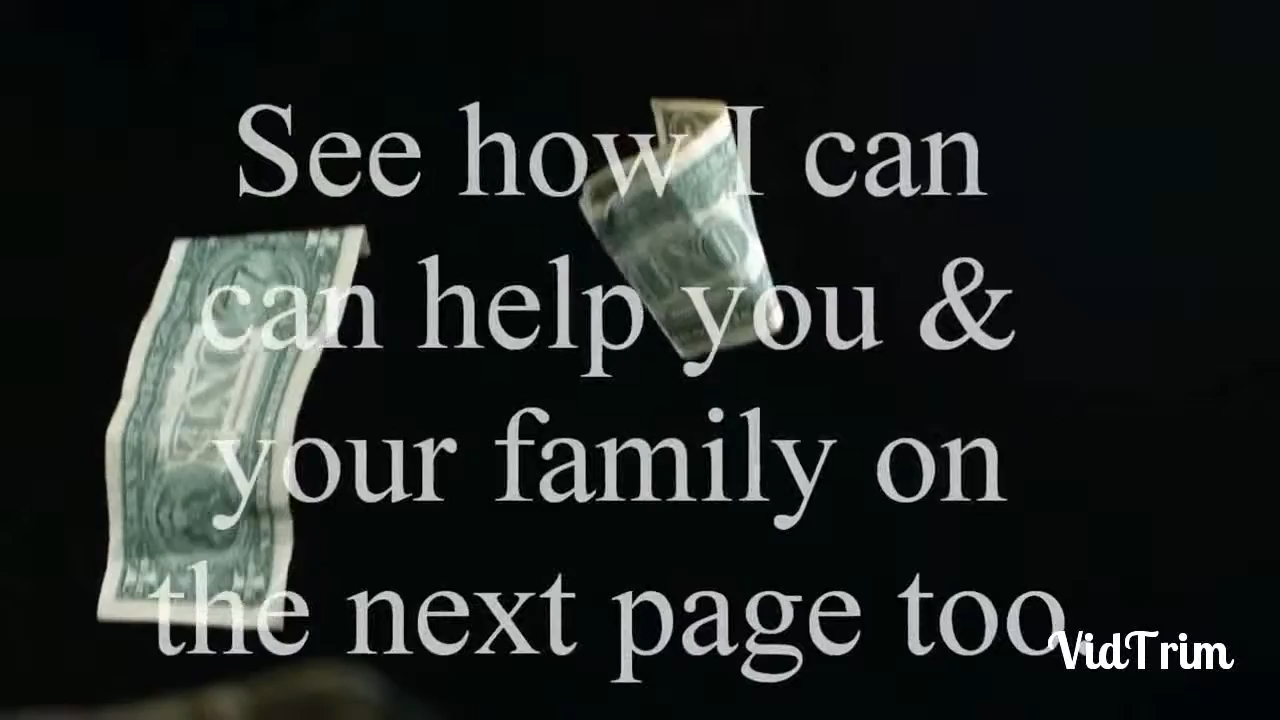 See how I can
can help you &
your family on
the next page too.
VidTrim